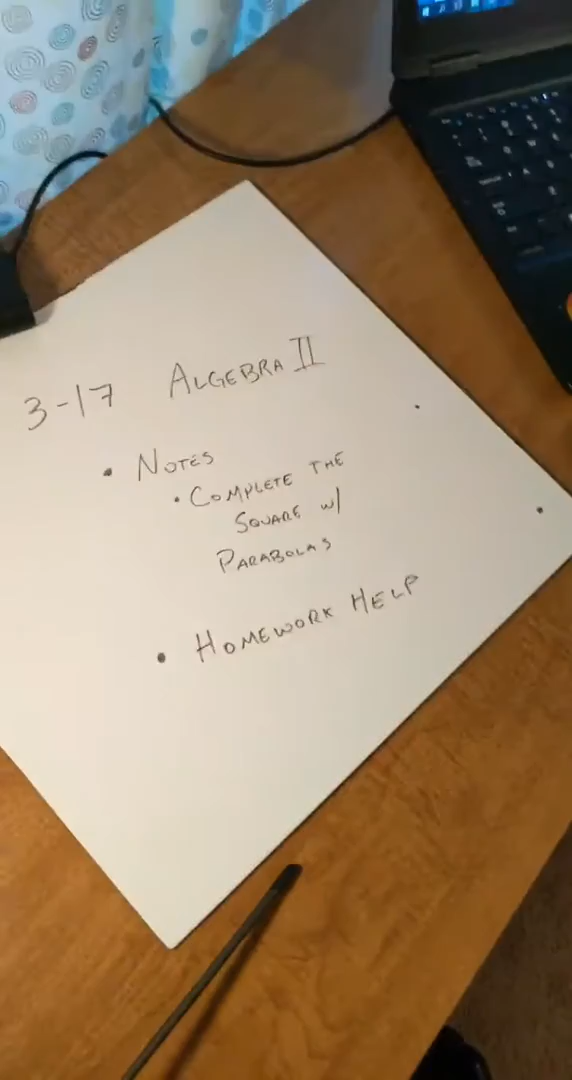 3-17 ALGEBRA II
• NOTES
• COMPLETE THE
SQUARE W/
PARABOLAS
• HOMEWORK HELP